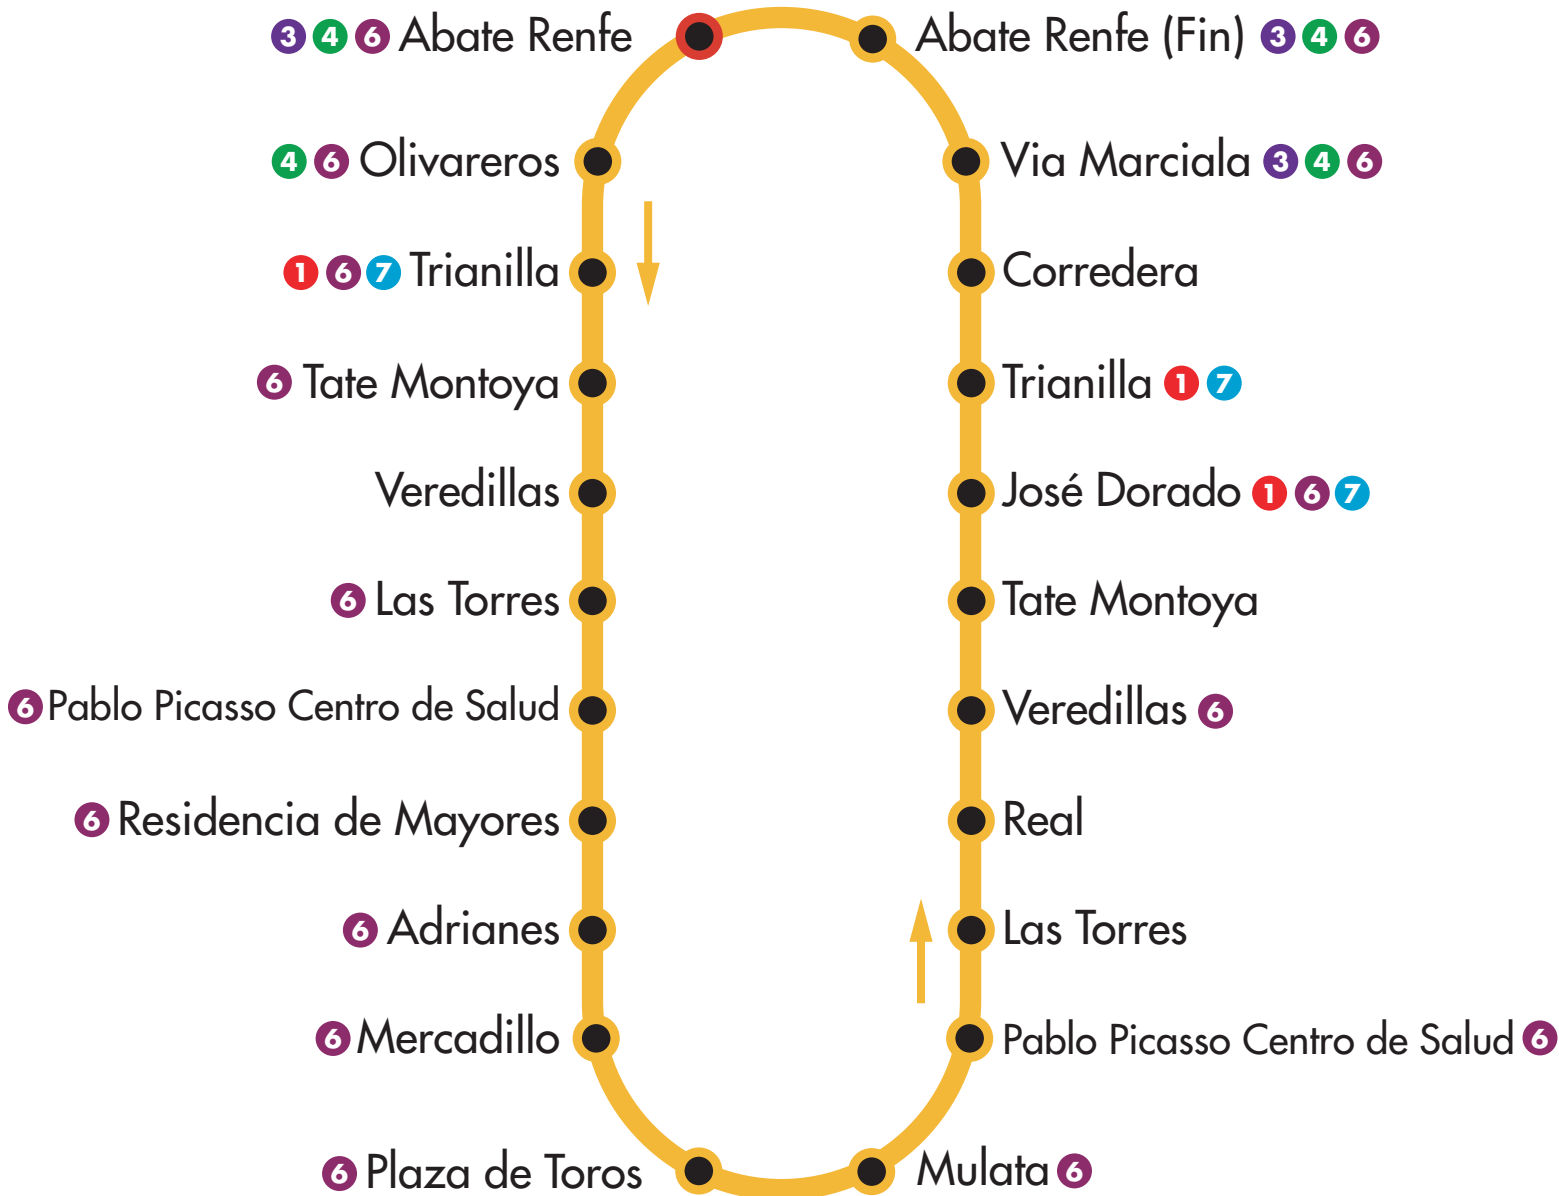 3 4 6 Abate Renfe
4 6 Olivareros
1 6 7 Trianilla
6 Tate Montoya
Veredillas
6 Las Torres
6 Pablo Picasso Centro de Salud
6 Residencia de Mayores
6 Adrianes
6 Mercadillo
6 Plaza de Toros
Mulata 6
Pablo Picasso Centro de Salud 6
Las Torres
Real
Veredillas 6
Tate Montoya
José Dorado 1 6 7
Trianilla 1 7
Corredera
Via Marciala 3 4 6
Abate Renfe (Fin) 3 4 6